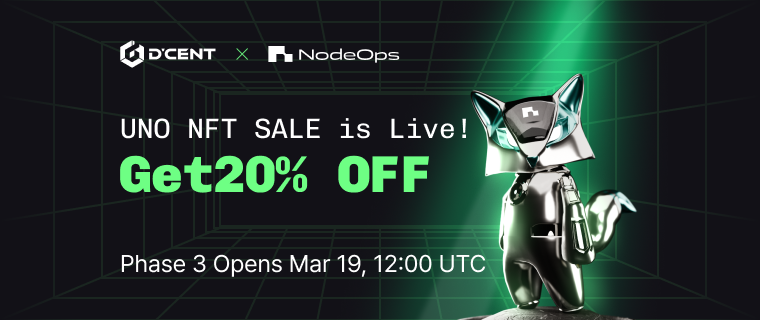 D'CENT × NodeOps
UNO NFT SALE is Live!
Get20% OFF
Phase 3 Opens Mar 19, 12:00 UTC